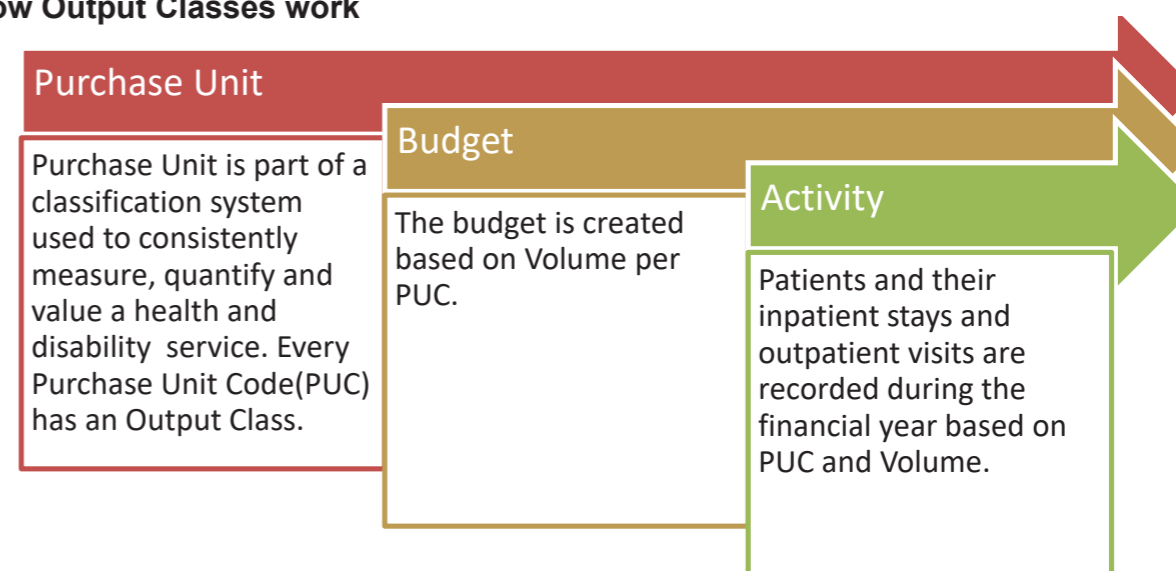 ow Output Classes work
Purchase Unit
Purchase Unit is part of a
classification system
used to consistently
measure, quantify and
value a health and
disability service. Every
Purchase Unit Code(PUC)
has an Output Class.
Budget
The budget is created
based on Volume per
PUC.
Activity
Patients and their
inpatient stays and
outpatient visits are
recorded during the
financial year based on
PUC and Volume.